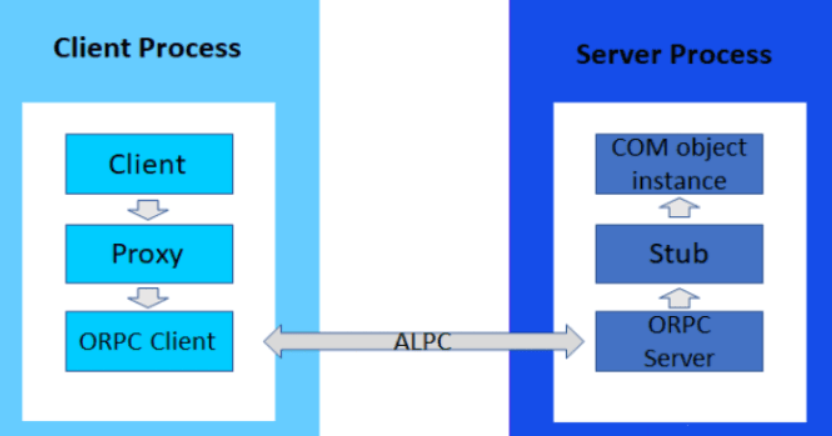 Client Process
Client
Proxy
ORPC Client
ALPC
Server Process
COM object
instance
Stub
ORPC
Server